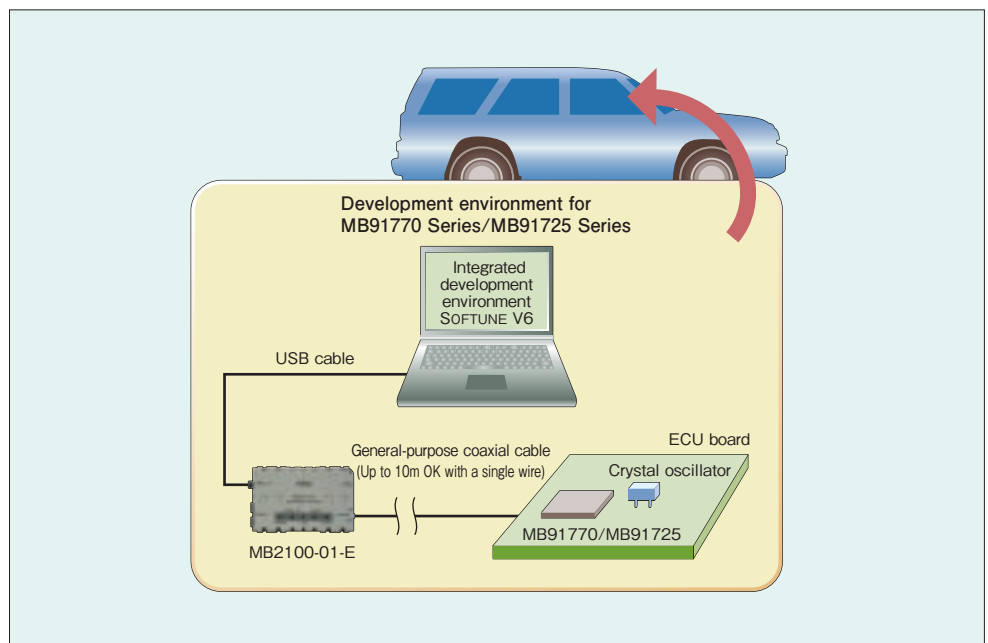 Development environment for
MB91770 Series/MB91725 Series
Integrated
development
environment
SOFTUNE V6
USB cable
General-purpose coaxial cable
(Up to 10m OK with a single wire)
ECU board
Crystal oscillator
MB91770/MB91725
MB2100-01-E